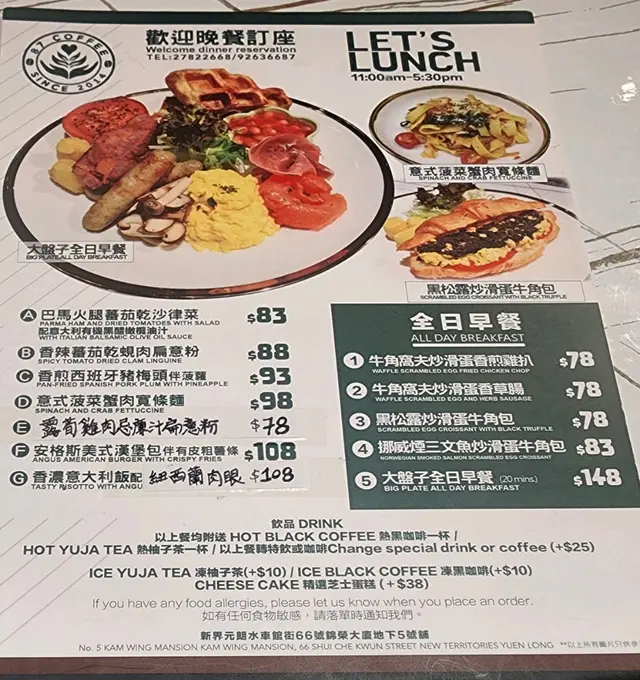 87 COFFEE
SINCE 2014
歡迎晚餐訂座
Welcome dinner reservation
TEL:27822668/92636687
LET'S
LUNCH
11:00am-5:30pm
意式菠菜蟹肉寬條麵
SPINACH AND CRAB FETTUCCINE
大盤子全日早餐
BIG PLATE ALL DAY BREAKFAST
黑松露炒滑蛋牛角包
SCRAMBLED EGG CROISSANT WITH BLACK TRUFFLE
A 巴馬火腿蕃茄乾沙律菜 $83
PARMA HAM AND DRIED TOMATOES WITH SALAD
配意大利有機黑醋橄欖油汁
WITH ITALIAN BALSAMIC OLIVE OIL SAUCE
B 香辣蕃茄乾蜆肉扁意粉 $88
SPICY TOMATO DRIED CLAM LINGUINE
C 香煎西班牙豬梅頭伴菠蘿 $93
PAN-FRIED SPANISH PORK PLUM WITH PINEAPPLE
D 意式菠菜蟹肉寬條麵 $98
SPINACH AND CRAB FETTUCCINE
E 露筍雞肉忌廉汁扁意粉 $78
F 安格斯美式漢堡包伴有皮粗薯條 $108
ANGUS AMERICAN BURGER WITH CRISPY FRIES
G 香濃意大利飯配 紐西蘭肉眼 $108
TASTY RISOTTO WITH ANGU
全日早餐
ALL DAY BREAKFAST
1 牛角窩夫炒滑蛋香煎雞扒 $78
WAFFLE SCRAMBLED EGG FRIED CHICKEN CHOP
2 牛角窩夫炒滑蛋香草腸 $78
WAFFLE SCRAMBLED EGG AND HERB SAUSAGE
3 黑松露炒滑蛋牛角包 $78
SCRAMBLED EGG CROISSANT WITH BLACK TRUFFLE
4 挪威煙三文魚炒滑蛋牛角包 $83
NORWEGIAN SMOKED SALMON SCRAMBLED EGG CROISSANT
5 大盤子全日早餐 (20 mins.) $148
BIG PLATE ALL DAY BREAKFAST
飲品 DRINK
以上餐均附送 HOT BLACK COFFEE 熱黑咖啡一杯 /
HOT YUJA TEA 熱柚子茶一杯 / 以上餐轉特飲或咖啡Change special drink or coffee (+$25)
ICE YUJA TEA 凍柚子茶(+$10) / ICE BLACK COFFEE 凍黑咖啡(+$10)
CHEESE CAKE 精選芝士蛋糕 (+$38)
If you have any food allergies, please let us know when you place an order.
如有任何食物敏感，請落單時通知我們。
新界元朗水車館街66號錦榮大廈地下5號舖
No. 5 KAM WING MANSION KAM WING MANSION, 66 SHUI CHE KWUN STREET NEW TERRITORIES YUEN LONG **以上所有圖片只供參